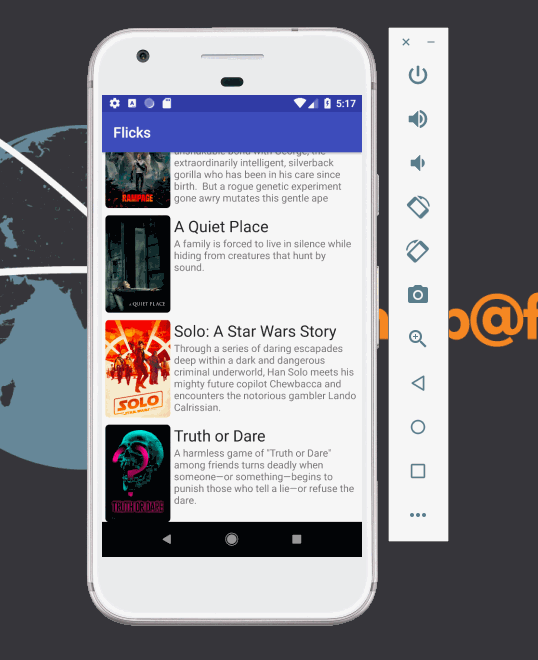 5:17
Flicks
unshakable bond with George, the
extraordinarily intelligent, silverback
gorilla who has been in his care since
birth.  But a rogue genetic experiment
gone awry mutates this gentle ape
RAMPAGE
A Quiet Place
A family is forced to live in silence while
hiding from creatures that hunt by
sound.
A QUIET PLACE
Solo: A Star Wars Story
Through a series of daring escapades
deep within a dark and dangerous
criminal underworld, Han Solo meets his
mighty future copilot Chewbacca and
encounters the notorious gambler Lando
Calrissian.
SOLO
Truth or Dare
A harmless game of "Truth or Dare"
among friends turns deadly when
someone—or something—begins to
punish those who tell a lie—or refuse the
dare.
TRUTH OR DARE
@f